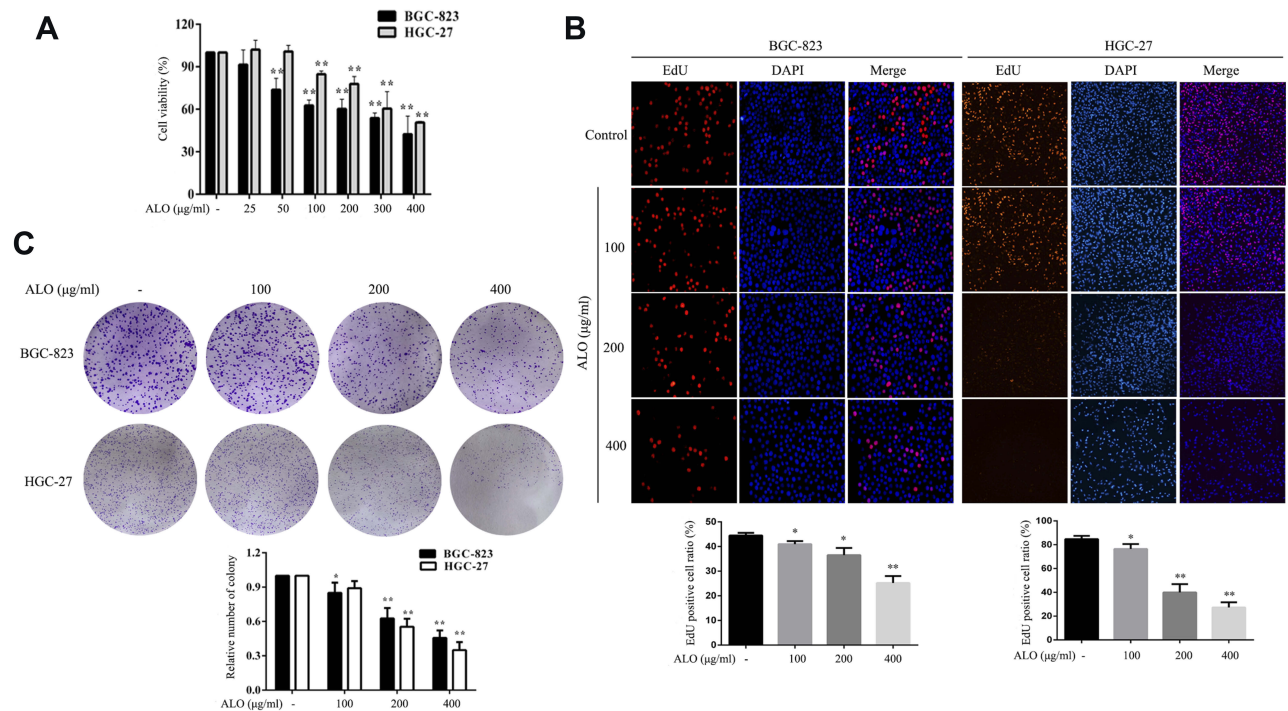 A
BGC-823
HGC-27
Cell viability (%)
120
90
60
30
0
**
**
**
**
**
**
**
**
**
ALO (μg/ml) - 25 50 100 200 300 400
B
BGC-823 HGC-27
EdU DAPI Merge EdU DAPI Merge
Control
ALO (μg/ml)
100
200
400
EdU positive cell ratio (%)
50
40
30
20
10
0
*
*
**
ALO (μg/ml) - 100 200 400
EdU positive cell ratio (%)
100
80
60
40
20
0
*
**
**
ALO (μg/ml) - 100 200 400
C
ALO (μg/ml) - 100 200 400
BGC-823
HGC-27
BGC-823
HGC-27
Relative number of colony
1.2
0.9
0.6
0.3
0.0
*
**
**
**
**
ALO (μg/ml) - 100 200 400